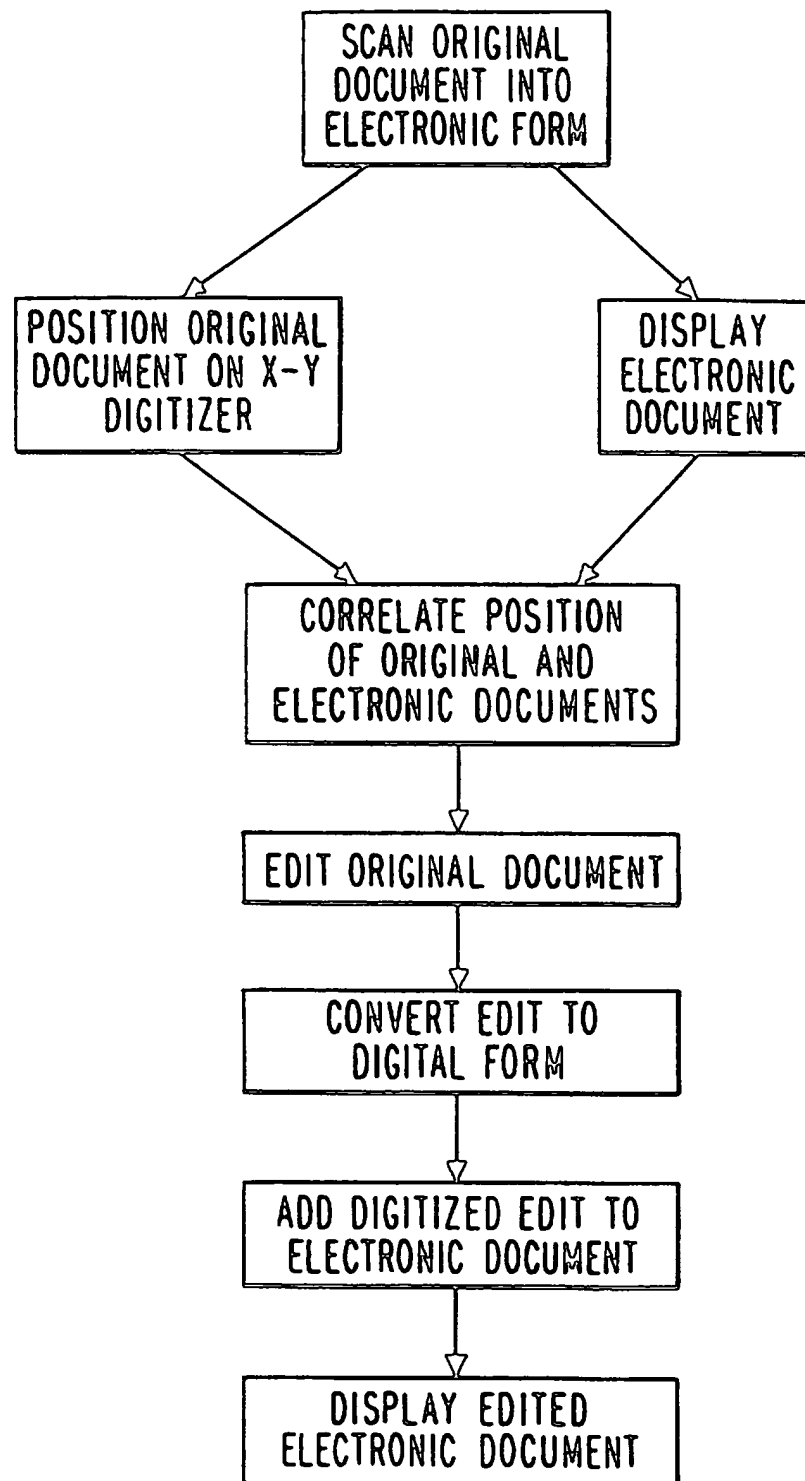 SCAN ORIGINAL
DOCUMENT INTO
ELECTRONIC FORM
POSITION ORIGINAL
DOCUMENT ON X-Y
DIGITIZER
DISPLAY
ELECTRONIC
DOCUMENT
CORRELATE POSITION
OF ORIGINAL AND
ELECTRONIC DOCUMENTS
EDIT ORIGINAL DOCUMENT
CONVERT EDIT TO
DIGITAL FORM
ADD DIGITIZED EDIT TO
ELECTRONIC DOCUMENT
DISPLAY EDITED
ELECTRONIC DOCUMENT